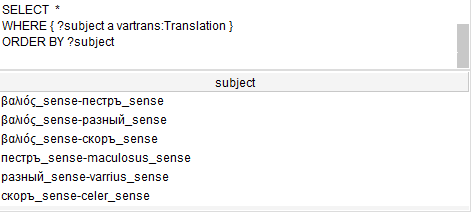 SELECT *
WHERE { ?subject a vartrans:Translation }
ORDER BY ?subject
subject
βαλιός_sense-пестръ_sense
βαλιός_sense-разный_sense
βαλιός_sense-скоръ_sense
пестръ_sense-maculosus_sense
разный_sense-varrius_sense
скоръ_sense-celer_sense